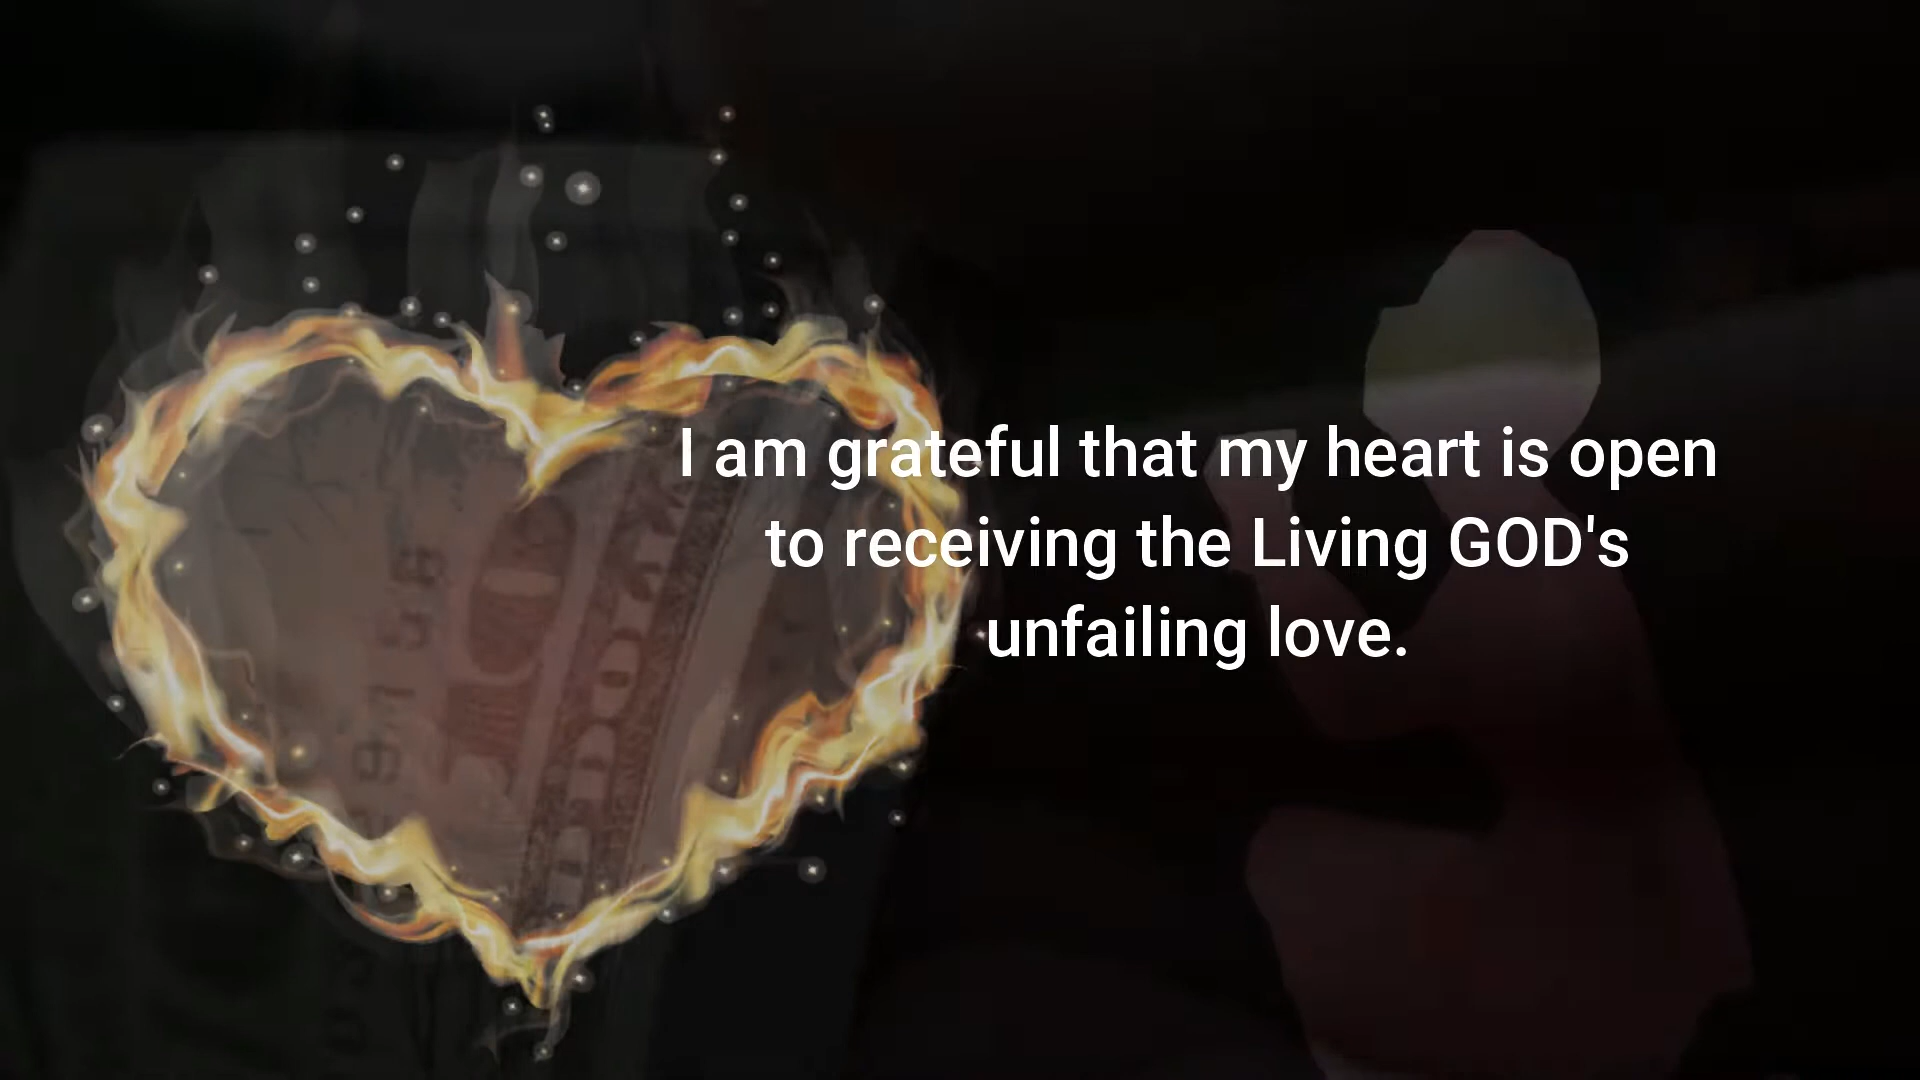 I am grateful that my heart is open
to receiving the Living GOD's
unfailing love.